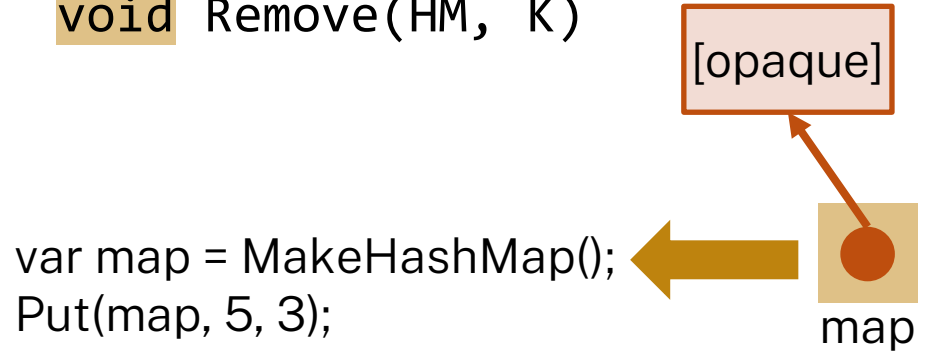 void Remove(HM, K)
[opaque]
var map = MakeHashMap();
Put(map, 5, 3);
map